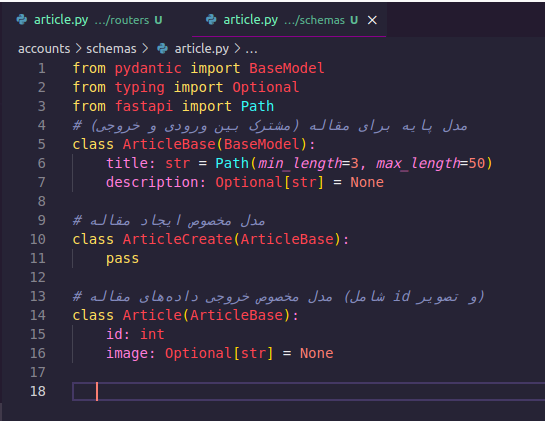 article.py .../routers U
article.py .../schemas U ×
accounts > schemas > article.py > ...
1 from pydantic import BaseModel
2 from typing import Optional
3 from fastapi import Path
4 # مدل پایه برای مقاله (مشترک بین ورودی و خروجی)
5 class ArticleBase(BaseModel):
6     title: str = Path(min_length=3, max_length=50)
7     description: Optional[str] = None
8
9 # مدل مخصوص ایجاد مقاله
10 class ArticleCreate(ArticleBase):
11     pass
12
13 # مدل مخصوص خروجی داده‌های مقاله (شامل id و تصویر)
14 class Article(ArticleBase):
15     id: int
16     image: Optional[str] = None
17
18